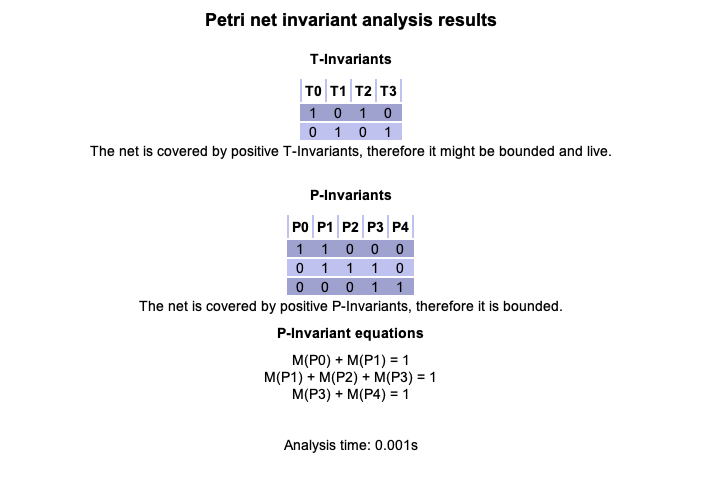 Petri net invariant analysis results
T-Invariants
T0 T1 T2 T3
1 0 1 0
0 1 0 1
The net is covered by positive T-Invariants, therefore it might be bounded and live.
P-Invariants
P0 P1 P2 P3 P4
1 1 0 0 0
0 1 1 1 0
0 0 0 1 1
The net is covered by positive P-Invariants, therefore it is bounded.
P-Invariant equations
M(P0) + M(P1) = 1
M(P1) + M(P2) + M(P3) = 1
M(P3) + M(P4) = 1
Analysis time: 0.001s